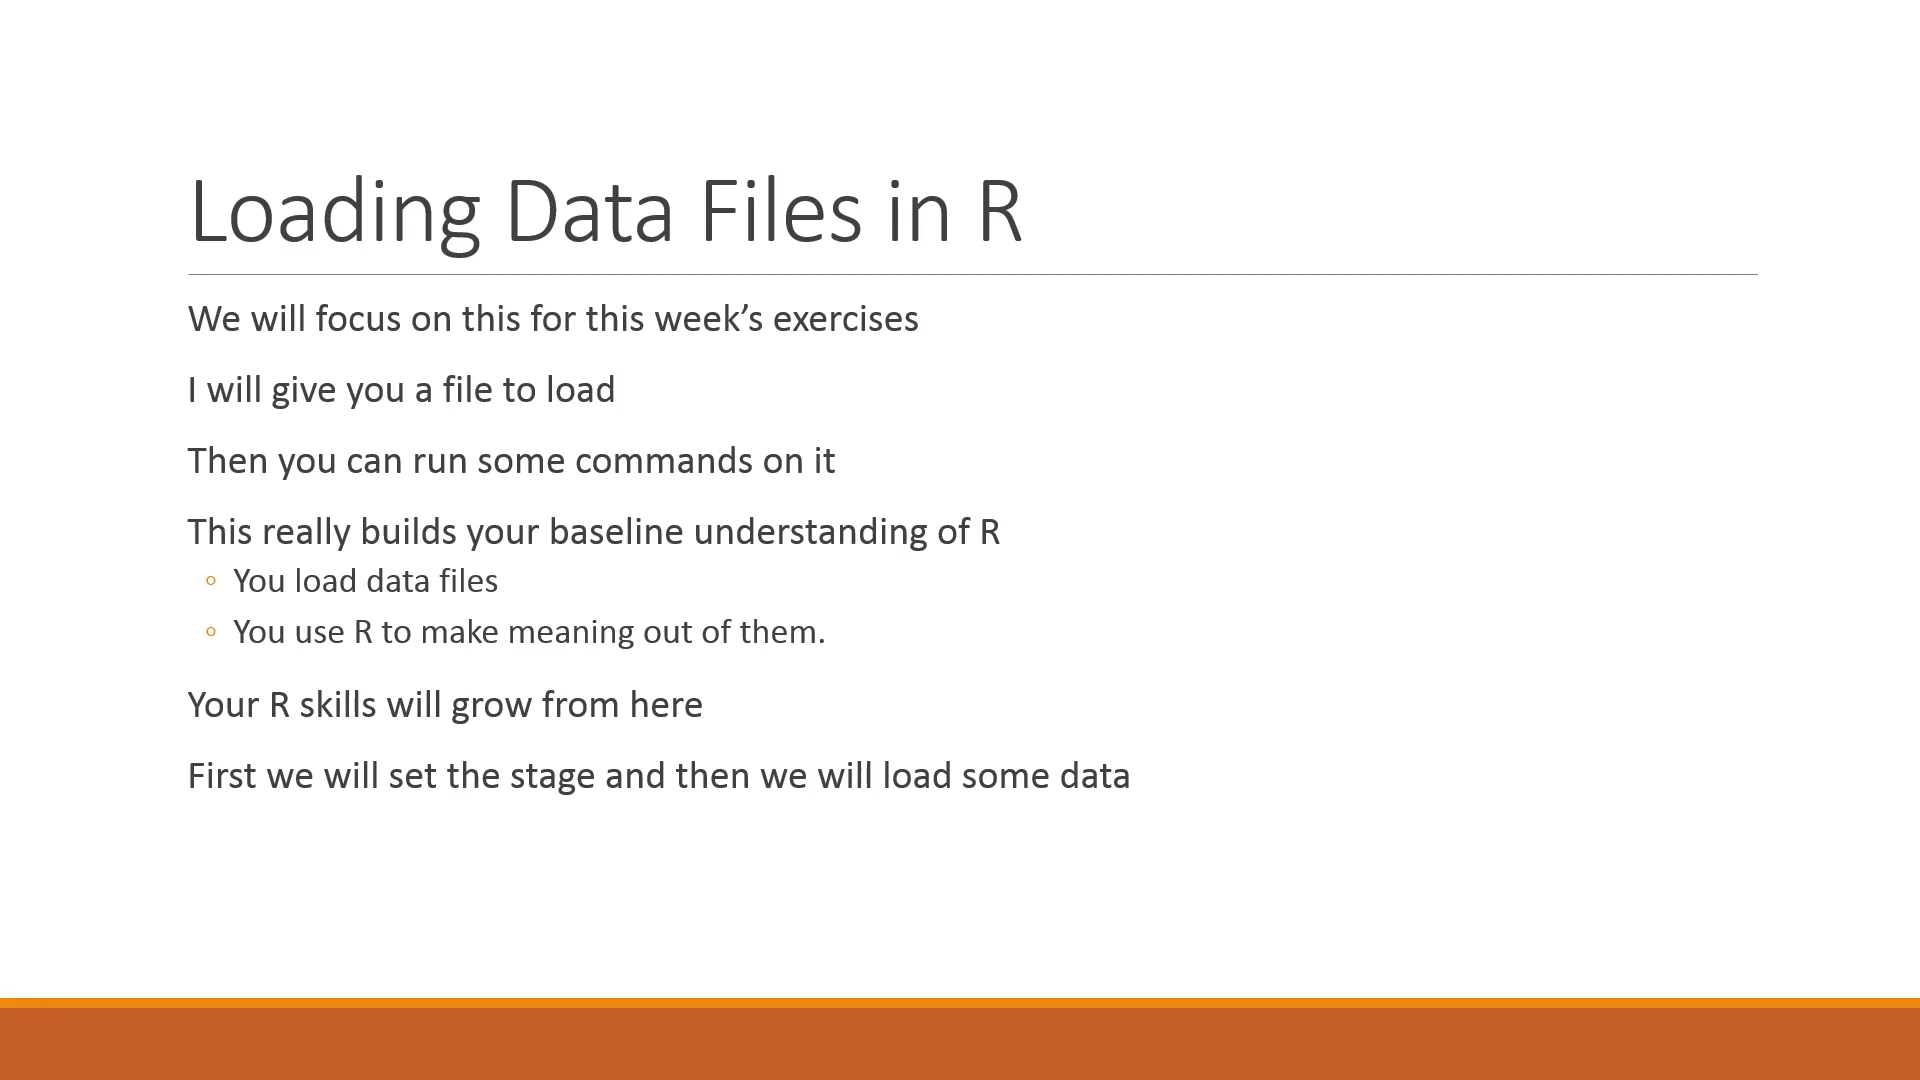 Loading Data Files in R
We will focus on this for this week’s exercises
I will give you a file to load
Then you can run some commands on it
This really builds your baseline understanding of R
◦ You load data files
◦ You use R to make meaning out of them.
Your R skills will grow from here
First we will set the stage and then we will load some data